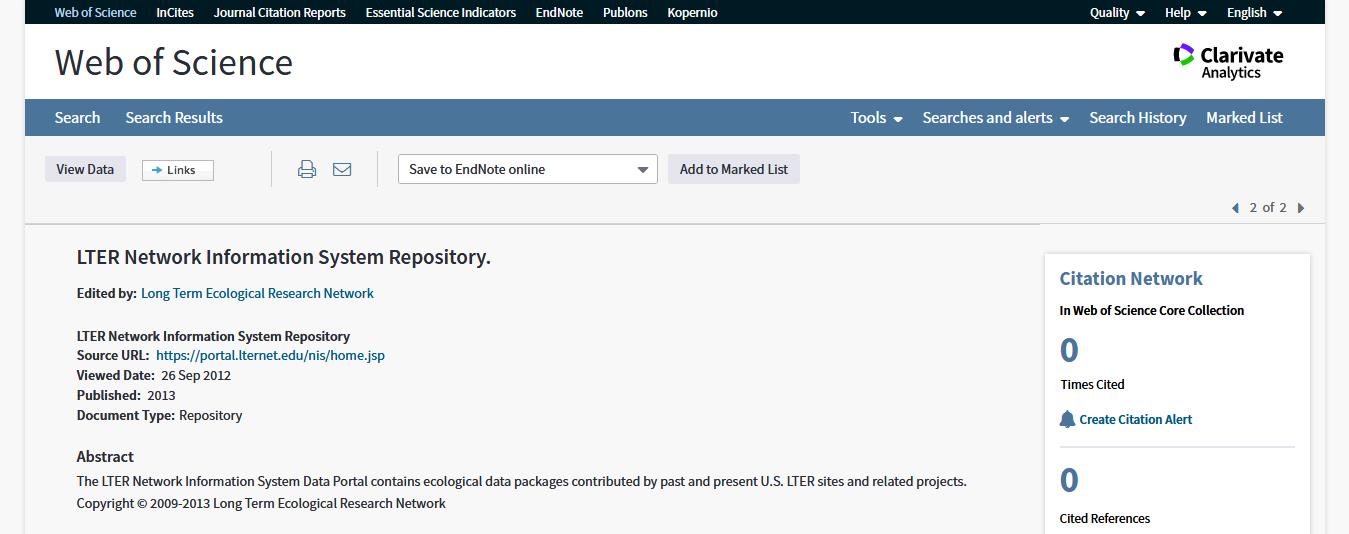 Web of Science InCites Journal Citation Reports Essential Science Indicators EndNote Publons Kopernio Quality Help English
Web of Science
Clarivate
Analytics
Search Search Results Tools Searches and alerts Search History Marked List
View Data Links Save to EndNote online Add to Marked List
2 of 2
LTER Network Information System Repository.
Edited by: Long Term Ecological Research Network
LTER Network Information System Repository
Source URL: https://portal.lternet.edu/nis/home.jsp
Viewed Date: 26 Sep 2012
Published: 2013
Document Type: Repository
Abstract
The LTER Network Information System Data Portal contains ecological data packages contributed by past and present U.S. LTER sites and related projects.
Copyright © 2009-2013 Long Term Ecological Research Network
Citation Network
In Web of Science Core Collection
0
Times Cited
Create Citation Alert
0
Cited References